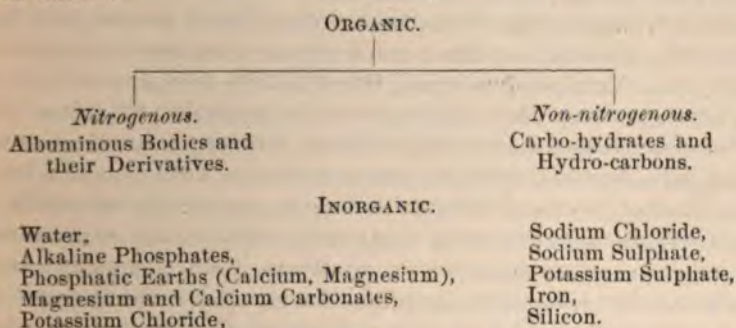 ORGANIC.
Nitrogenous.
Albuminous Bodies and
their Derivatives.
Non-nitrogenous.
Carbo-hydrates and
Hydro-carbons.
INORGANIC.
Water,
Alkaline Phosphates,
Phosphatic Earths (Calcium, Magnesium),
Magnesium and Calcium Carbonates,
Potassium Chloride,
Sodium Chloride,
Sodium Sulphate,
Potassium Sulphate,
Iron,
Silicon.